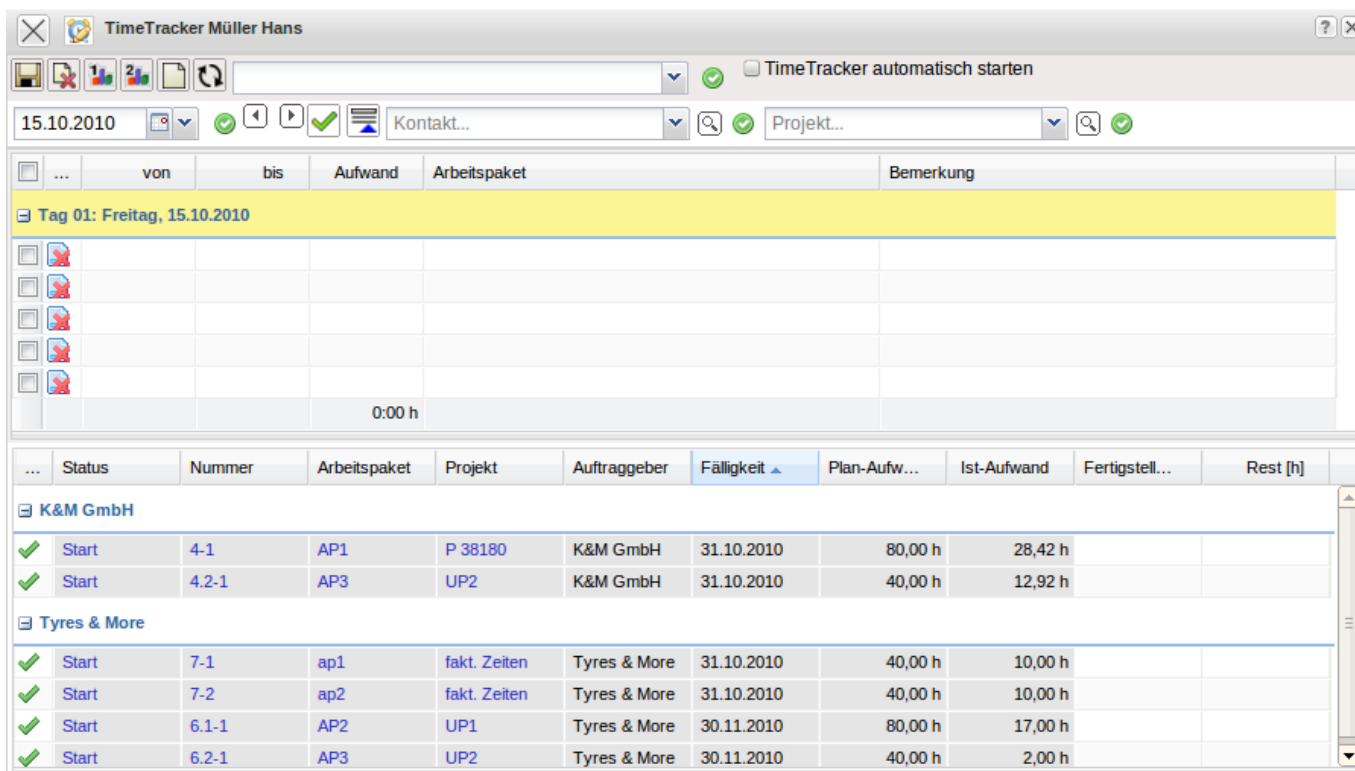 TimeTracker Müller Hans
TimeTracker automatisch starten
15.10.2010 Kontakt... Projekt...
... von bis Aufwand Arbeitspaket Bemerkung
Tag 01: Freitag, 15.10.2010
0:00 h
... Status Nummer Arbeitspaket Projekt Auftraggeber Fälligkeit Plan-Aufw... Ist-Aufwand Fertigstell... Rest [h]
K&M GmbH
Start 4-1 AP1 P 38180 K&M GmbH 31.10.2010 80,00 h 28,42 h
Start 4.2-1 AP3 UP2 K&M GmbH 31.10.2010 40,00 h 12,92 h
Tyres & More
Start 7-1 ap1 fakt. Zeiten Tyres & More 31.10.2010 40,00 h 10,00 h
Start 7-2 ap2 fakt. Zeiten Tyres & More 31.10.2010 40,00 h 10,00 h
Start 6.1-1 AP2 UP1 Tyres & More 30.11.2010 80,00 h 17,00 h
Start 6.2-1 AP3 UP2 Tyres & More 30.11.2010 40,00 h 2,00 h